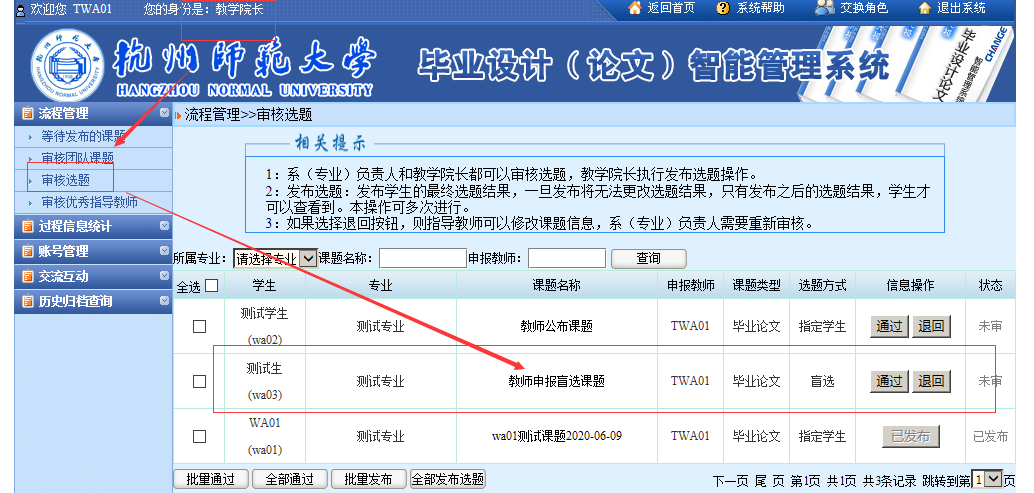 欢迎您 TWA01 您的身份是：教学院长 返回首页 系统帮助 交换角色 退出系统
杭州师范大学 毕业设计（论文）智能管理系统
HANGZHOU NORMAL UNIVERSITY
毕业设计论文
智能管理系统
CHANGE
流程管理
等待发布的课题
审核团队课题
审核选题
审核优秀指导教师
过程信息统计
账号管理
交流互动
历史归档查询
流程管理>>审核选题
相关提示
1：系（专业）负责人和教学院长都可以审核选题，教学院长执行发布选题操作。
2：发布选题：发布学生的最终选题结果，一旦发布将无法更改选题结果，只有发布之后的选题结果，学生才
可以查看到。本操作可多次进行。
3：如果选择退回按钮，则指导教师可以修改课题信息，系（专业）负责人需要重新审核。
所属专业： 请选择专业 课题名称： 申报教师： 查询
全选 学生 专业 课题名称 申报教师 课题类型 选题方式 信息操作 状态
测试学生
(wa02) 测试专业 教师公布课题 TWA01 毕业论文 指定学生 通过 退回 未审
测试生
(wa03) 测试专业 教师申报盲选课题 TWA01 毕业论文 盲选 通过 退回 未审
WA01
(wa01) 测试专业 wa01测试课题2020-06-09 TWA01 毕业论文 指定学生 已发布 已发布
批量通过 全部通过 批量发布 全部发布选题 下一页 尾 页 第1页 共1页 共3条记录 跳转到第 1 页